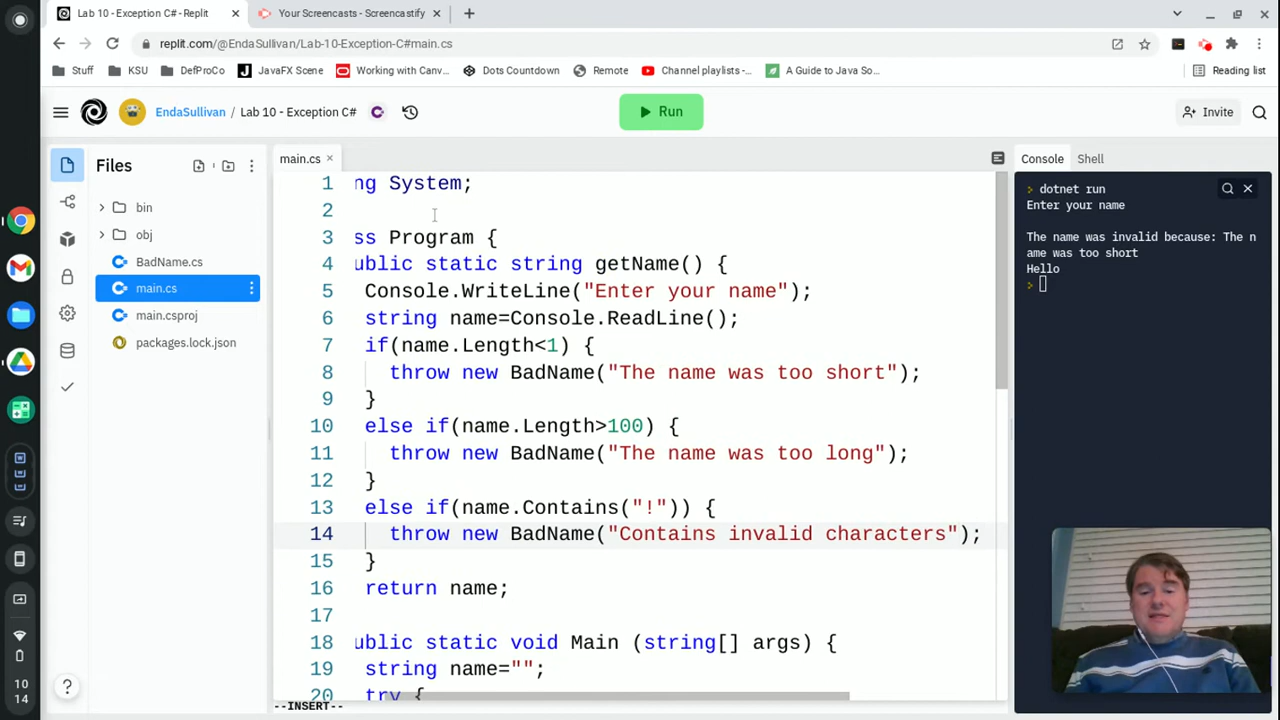 Lab 10 - Exception C# - Replit
Your Screencasts - Screencastify
replit.com/@EndaSullivan/Lab-10-Exception-C#main.cs
Stuff
KSU
DefProCo
JavaFX Scene
Working with Canv...
Dots Countdown
Remote
Channel playlists -...
A Guide to Java So...
Reading list
EndaSullivan / Lab 10 - Exception C#
Run
Invite
Files
bin
obj
BadName.cs
main.cs
main.csproj
packages.lock.json
main.cs
1 ng System;
2
3 ss Program {
4 ublic static string getName() {
5 Console.WriteLine("Enter your name");
6 string name=Console.ReadLine();
7 if(name.Length<1) {
8 throw new BadName("The name was too short");
9 }
10 else if(name.Length>100) {
11 throw new BadName("The name was too long");
12 }
13 else if(name.Contains("!")) {
14 throw new BadName("Contains invalid characters");
15 }
16 return name;
17
18 ublic static void Main (string[] args) {
19 string name="";
20 try {
--INSERT--
Console
Shell
> dotnet run
Enter your name
The name was invalid because: The n
ame was too short
Hello
>
10
14